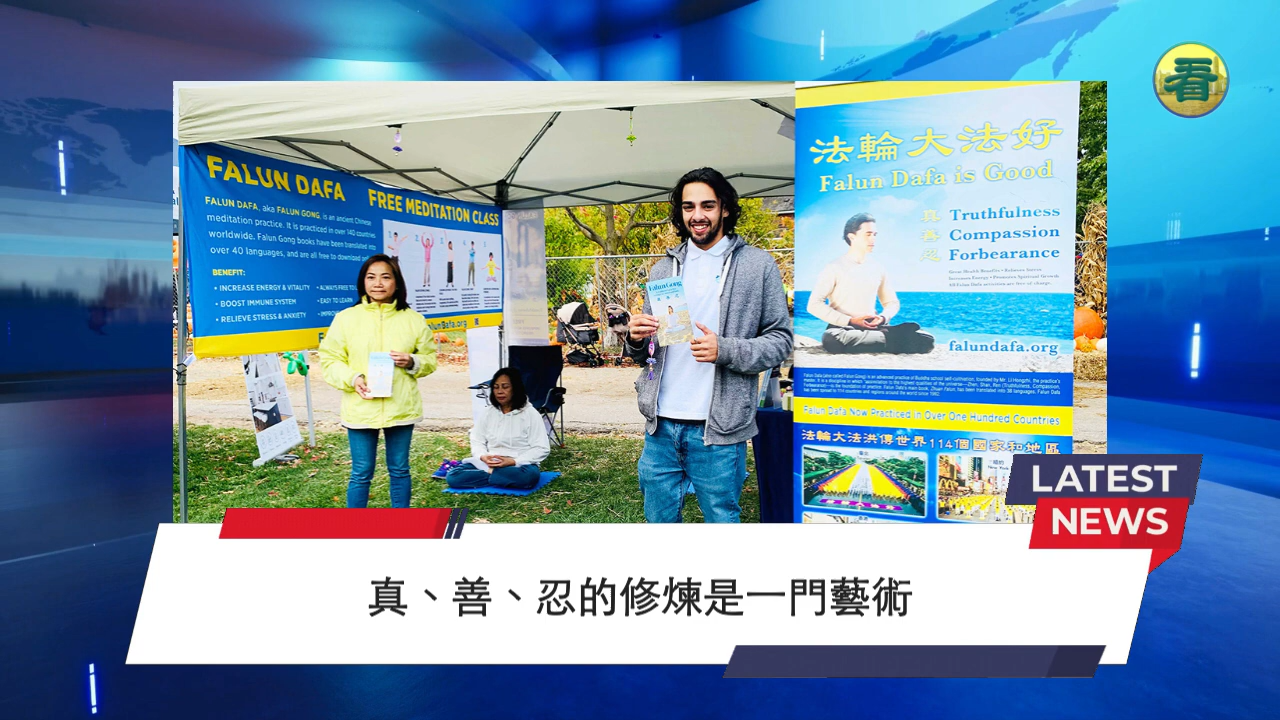 看
FALUN DAFA
FREE MEDITATION CLASS
FALUN DAFA, aka FALUN GONG, is an ancient Chinese
meditation practice. It is practiced in over 140 countries
worldwide. Falun Gong books have been translated into
over 40 languages, and are all free to download
BENEFIT:
• INCREASE ENERGY & VITALITY
• BOOST IMMUNE SYSTEM
• RELIEVE STRESS & ANXIETY
• EASY TO LEARN
Falun Gong
法輪大法好
Falun Dafa is Good
真 Truthfulness
善 Compassion
忍 Forbearance
falundafa.org
Falun Dafa Now Practiced in Over One Hundred Countries
法輪大法洪傳世界114個國家和地區
LATEST
NEWS
真、善、忍的修煉是一門藝術